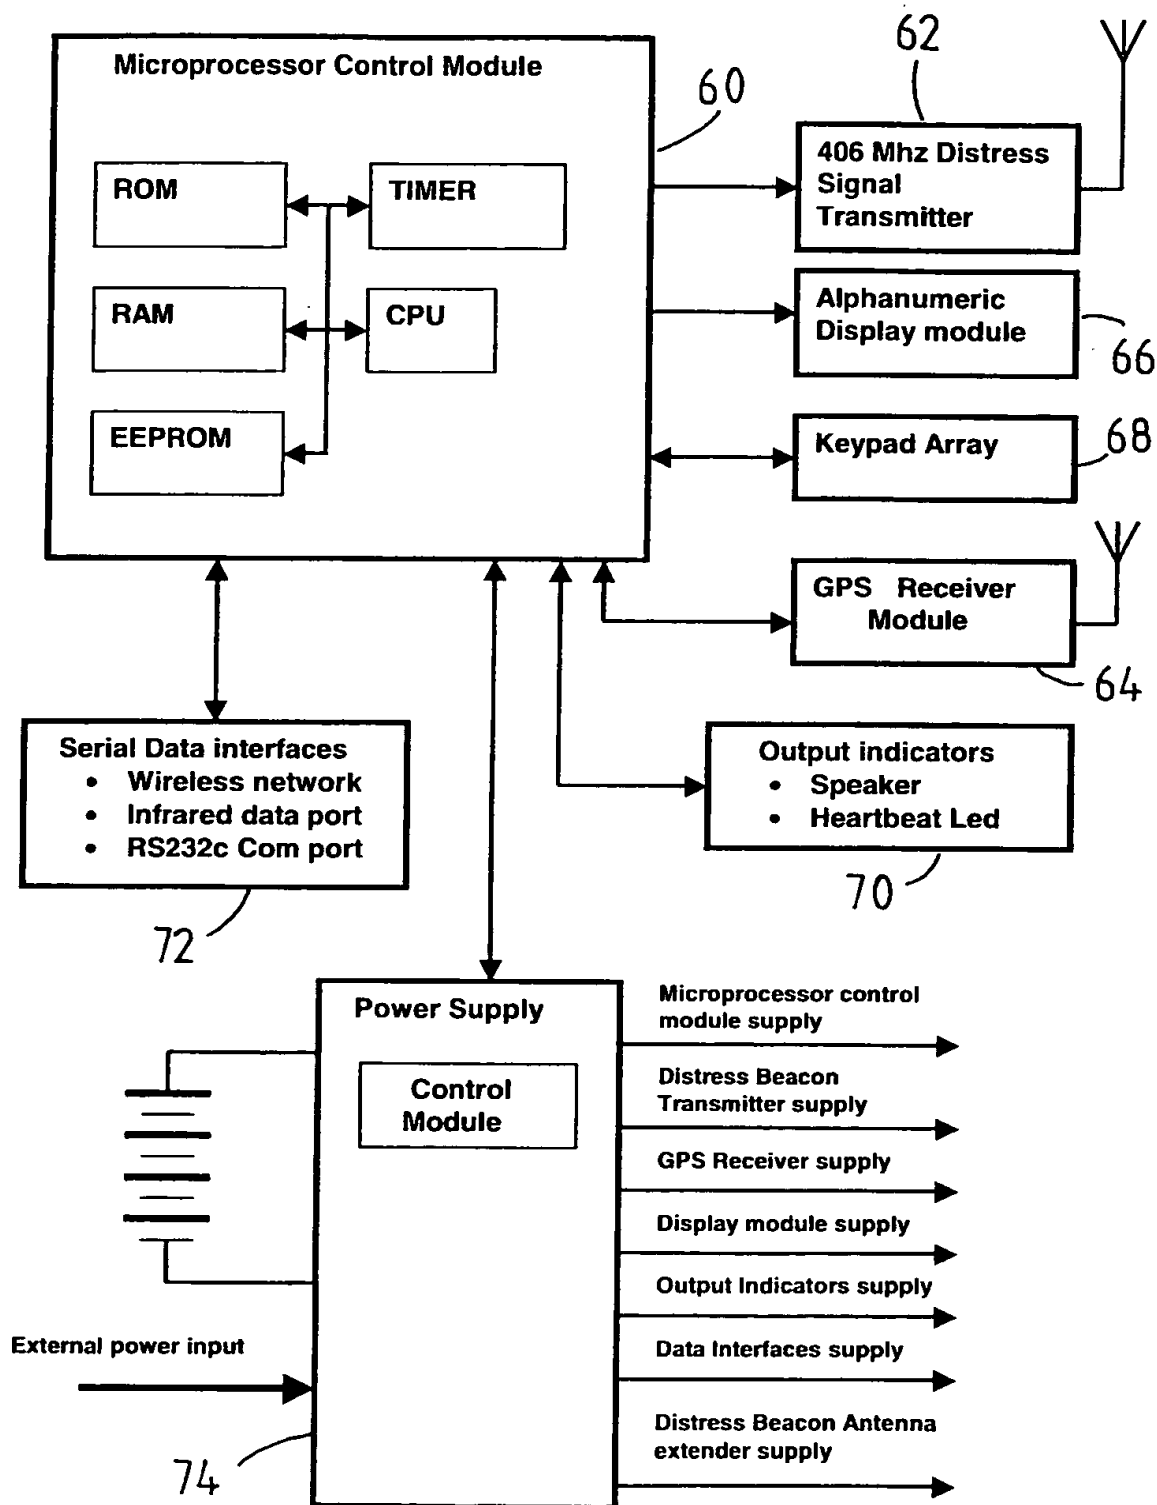 Microprocessor Control Module
60
ROM
TIMER
RAM
CPU
EEPROM
62
406 Mhz Distress
Signal
Transmitter
Alphanumeric
Display module
66
Keypad Array
68
GPS Receiver
Module
64
Serial Data interfaces
• Wireless network
• Infrared data port
• RS232c Com port
72
Output indicators
• Speaker
• Heartbeat Led
70
Power Supply
Control
Module
Microprocessor control
module supply
Distress Beacon
Transmitter supply
GPS Receiver supply
Display module supply
Output Indicators supply
Data Interfaces supply
Distress Beacon Antenna
extender supply
External power input
74